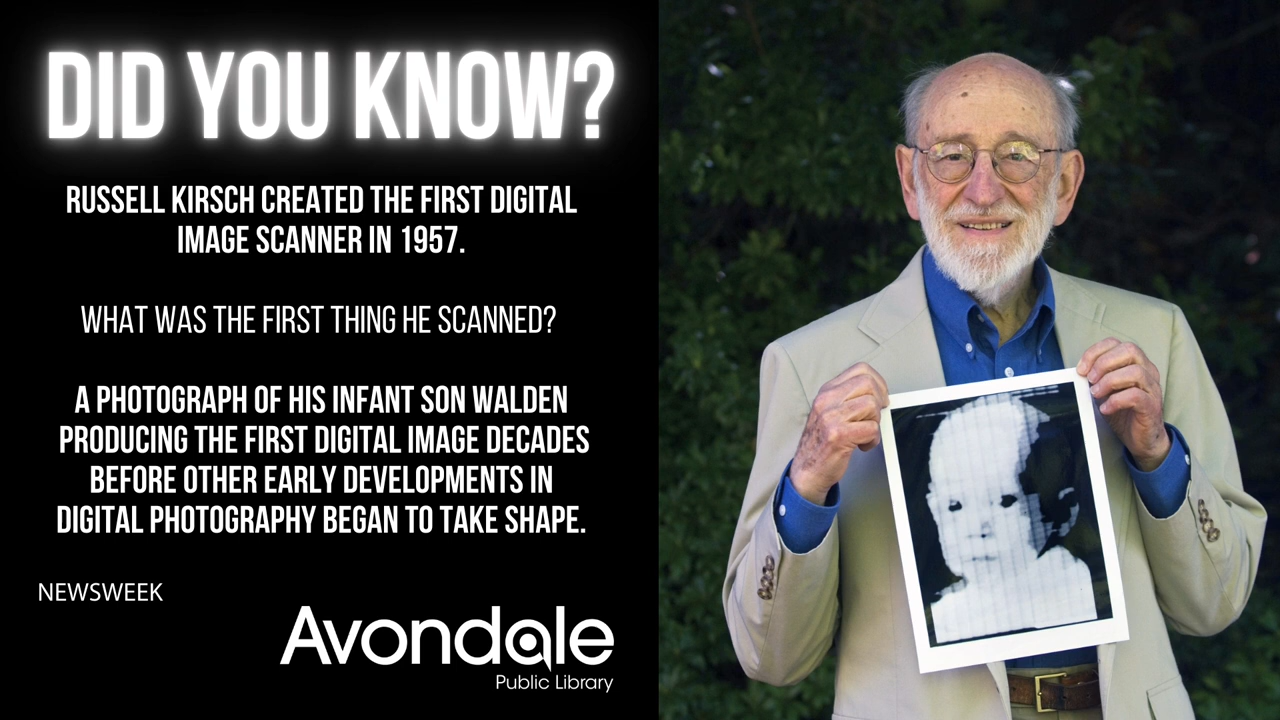 DID YOU KNOW?
RUSSELL KIRSCH CREATED THE FIRST DIGITAL
IMAGE SCANNER IN 1957.
WHAT WAS THE FIRST THING HE SCANNED?
A PHOTOGRAPH OF HIS INFANT SON WALDEN
PRODUCING THE FIRST DIGITAL IMAGE DECADES
BEFORE OTHER EARLY DEVELOPMENTS IN
DIGITAL PHOTOGRAPHY BEGAN TO TAKE SHAPE.
NEWSWEEK
Avondale
Public Library